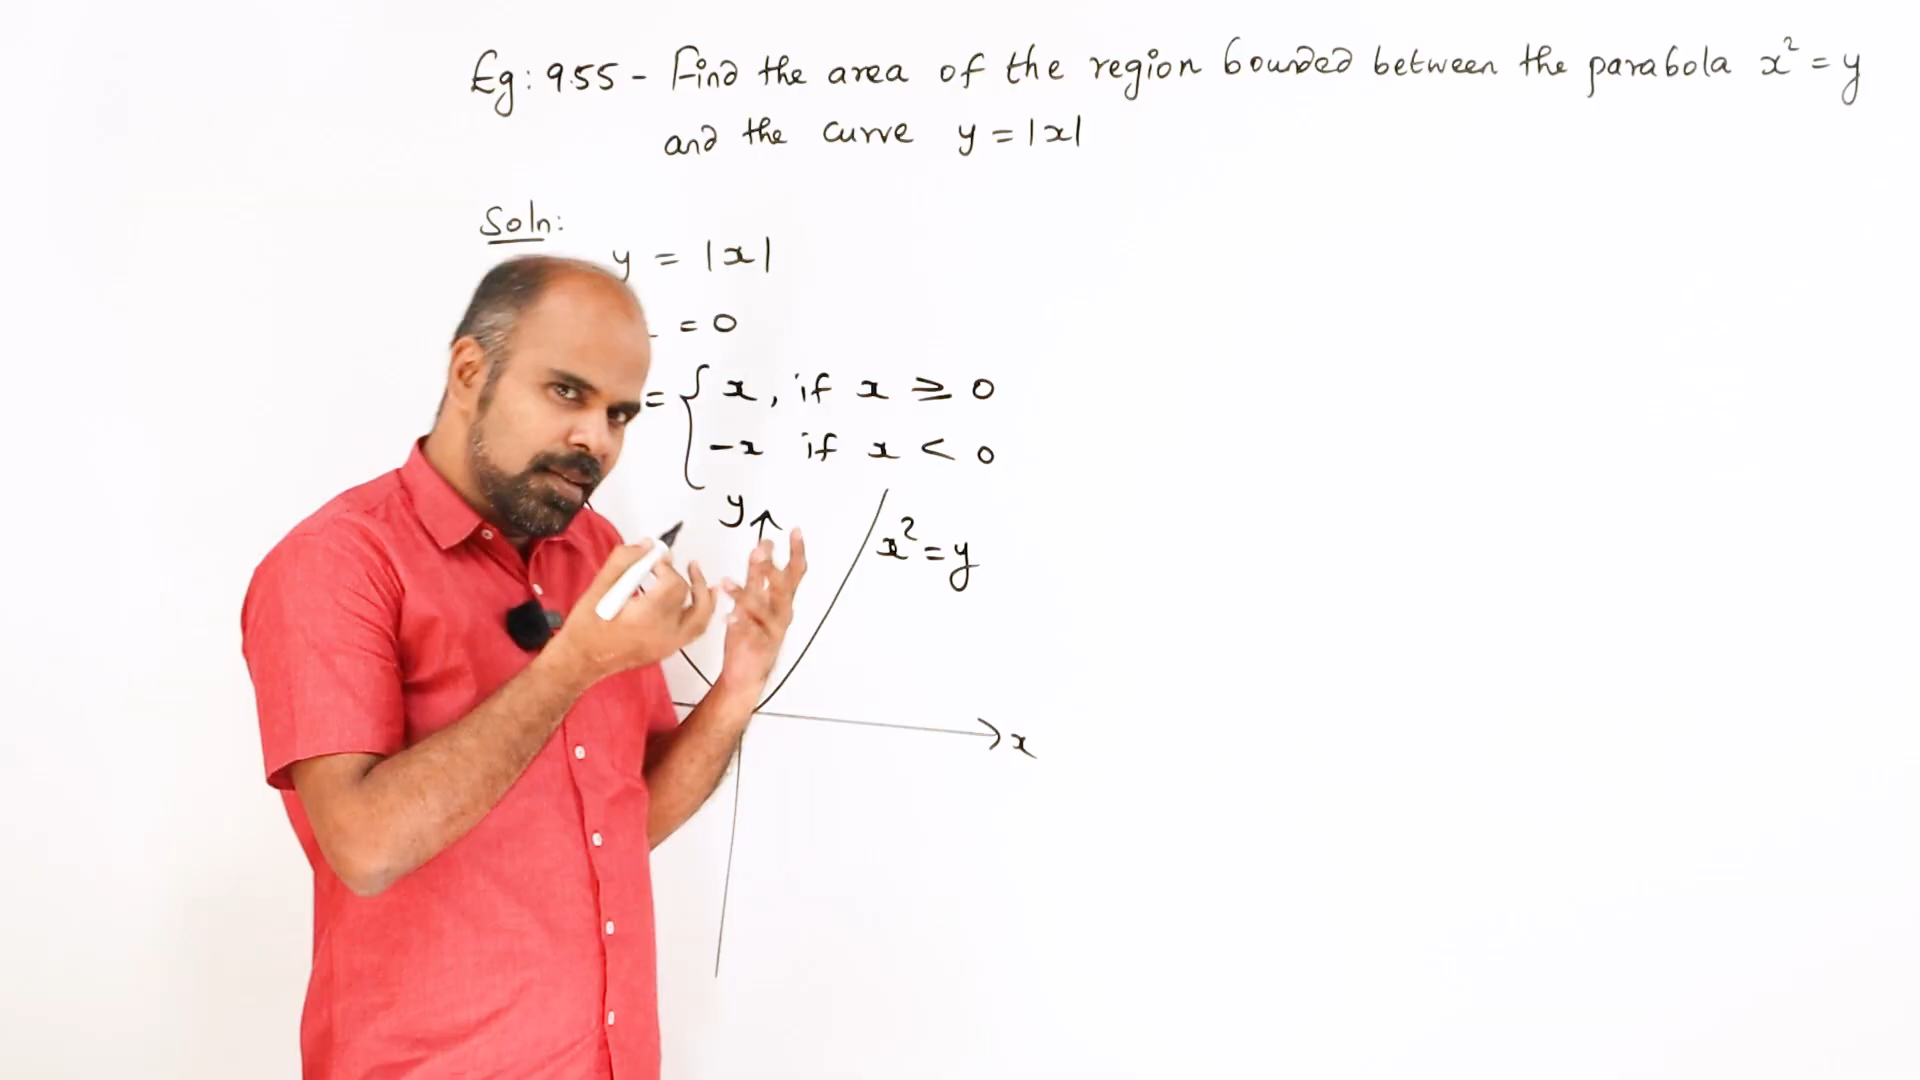 Eg: 9.55 - Find the area of the region bounded between the parabola x² = y
and the curve y = |x|
Soln:
y = |x|
= 0
= { x, if x ≥ 0
-x if x < 0
y
x² = y
x